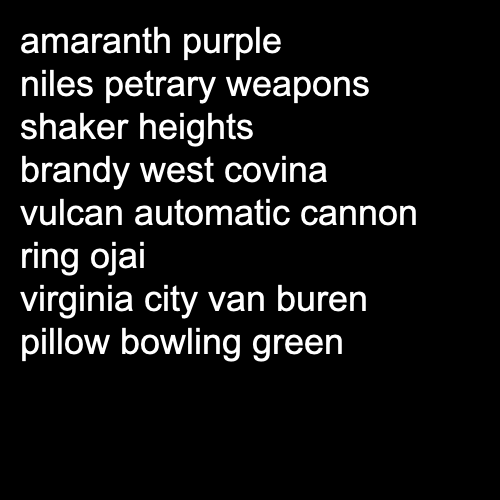 amaranth purple
niles petrary weapons
shaker heights
brandy west covina
vulcan automatic cannon
ring ojai
virginia city van buren
pillow bowling green